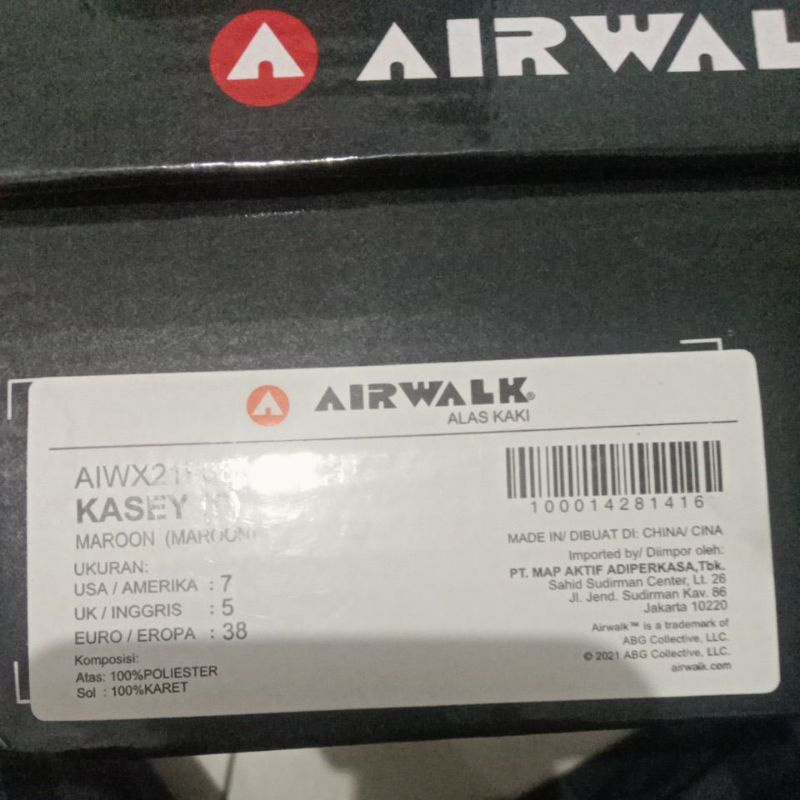 AIRWAL
AIRWALK®
ALAS KAKI
KASEY
MAROON (MAROON)
UKURAN:
USA / AMERIKA : 7
UK / INGGRIS : 5
EURO / EROPA : 38
Komposisi:
Atas: 100%POLIESTER
Sol : 100%KARET
100014281416
MADE IN/ DIBUAT DI: CHINA/ CINA
Imported by/ Diimpor oleh:
PT. MAP AKTIF ADIPERKASA,Tbk.
Sahid Sudirman Center, Lt. 26
Jl. Jend. Sudirman Kav. 86
Jakarta 10220
Airwalk™ is a trademark of
ABG Collective, LLC.
© 2021 ABG Collective, LLC.
airwalk.com